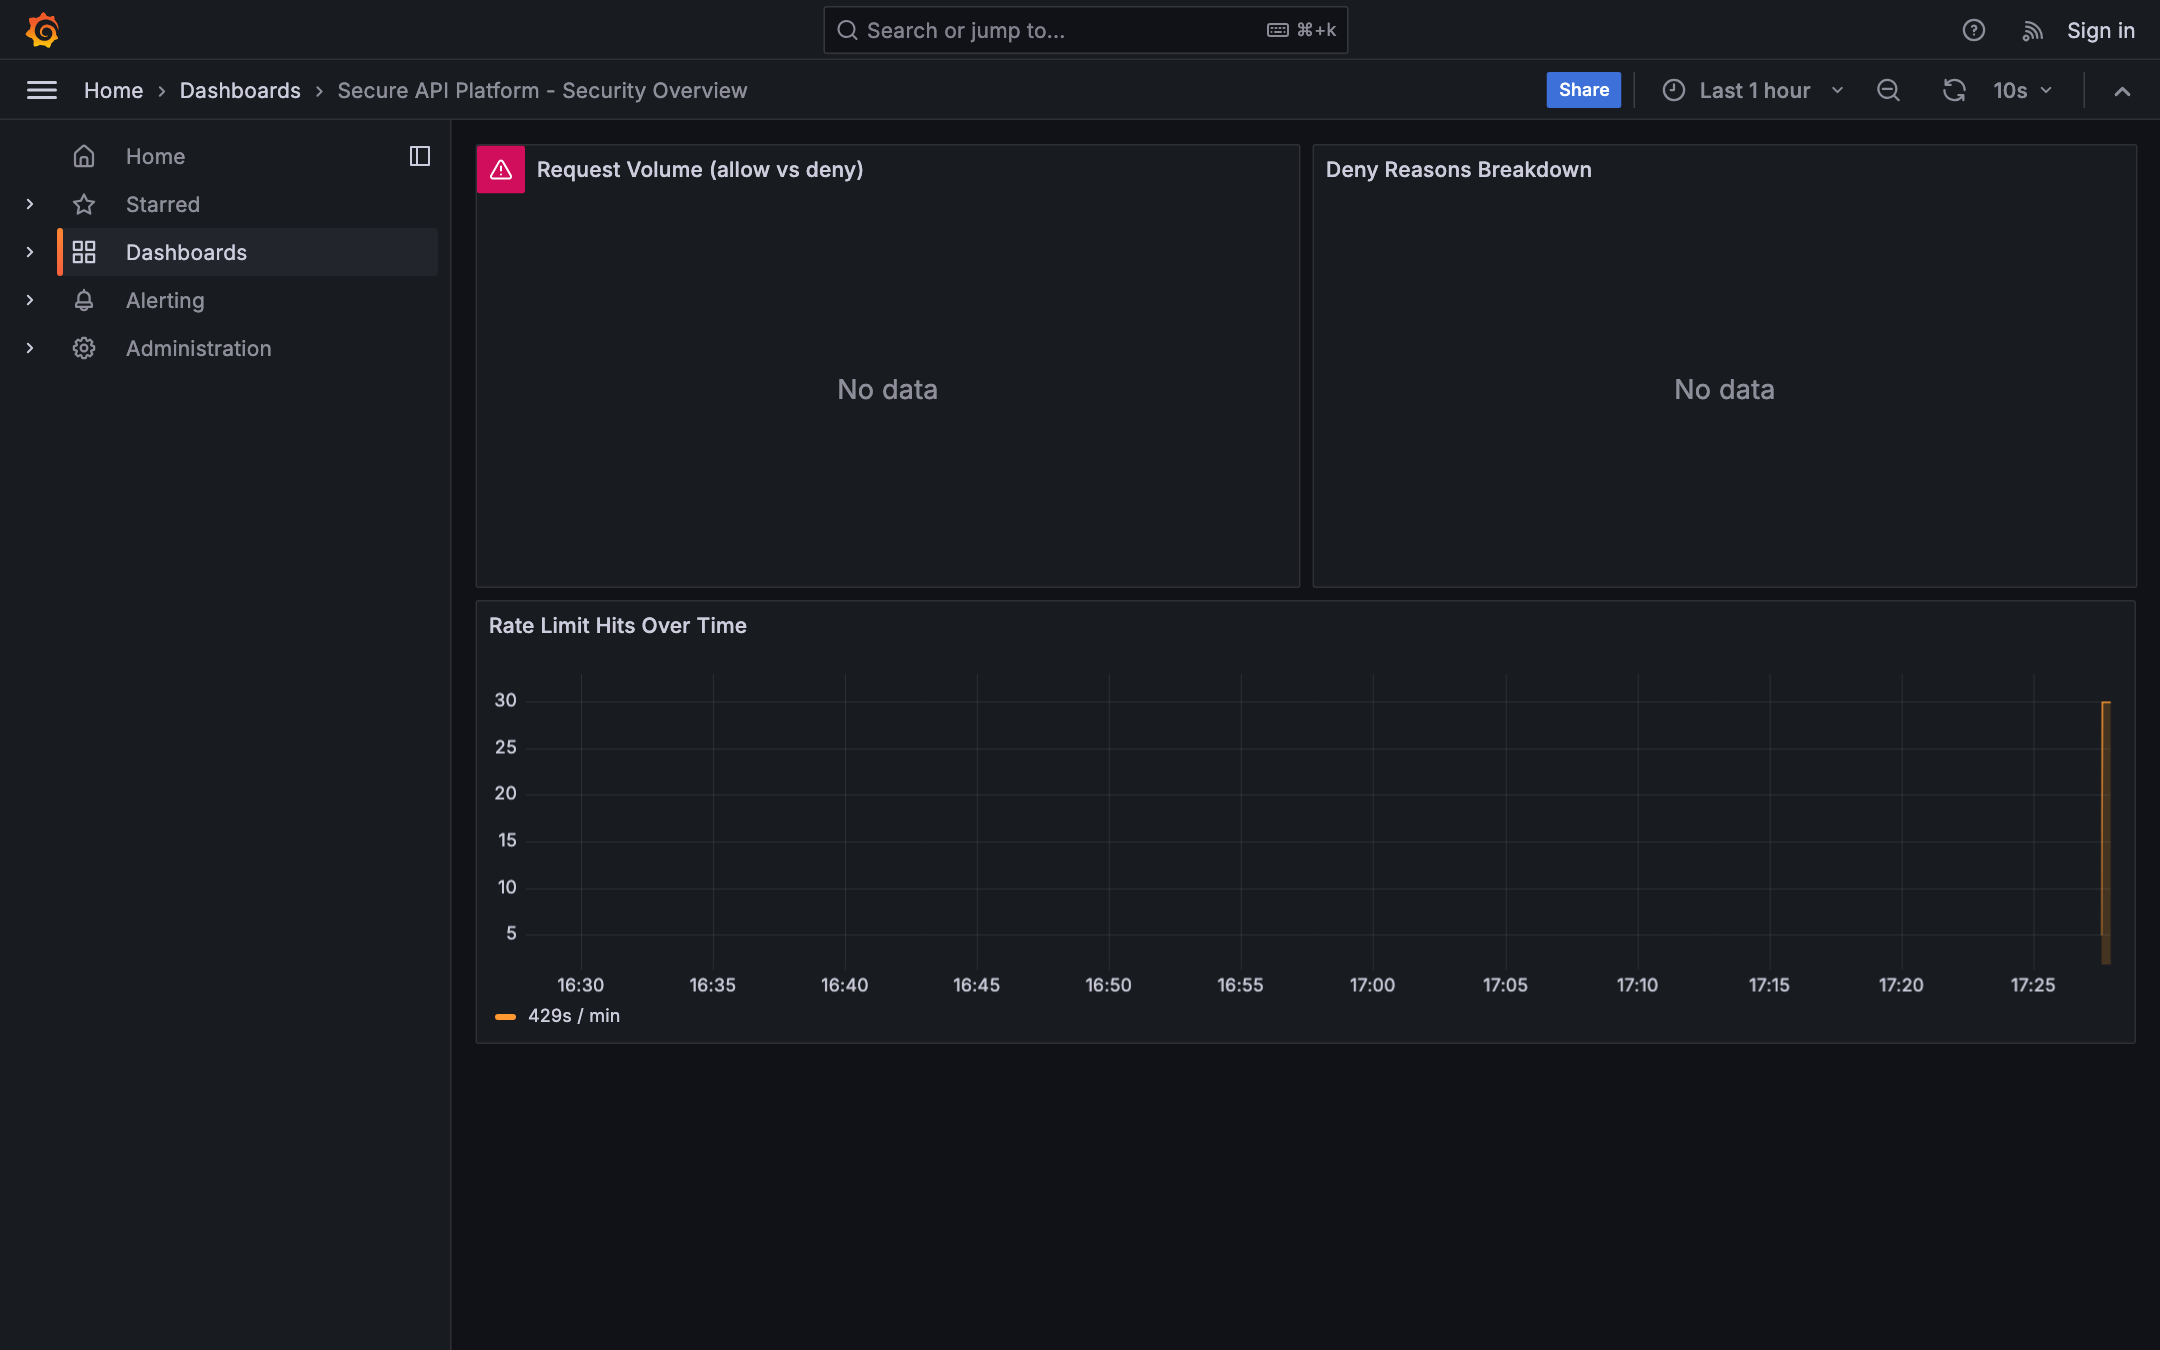 Search or jump to... ⌘+k
Sign in
Home › Dashboards › Secure API Platform - Security Overview
Share
Last 1 hour
10s
Home
Starred
Dashboards
Alerting
Administration
Request Volume (allow vs deny)
No data
Deny Reasons Breakdown
No data
Rate Limit Hits Over Time
30
25
20
15
10
5
16:30 16:35 16:40 16:45 16:50 16:55 17:00 17:05 17:10 17:15 17:20 17:25
429s / min